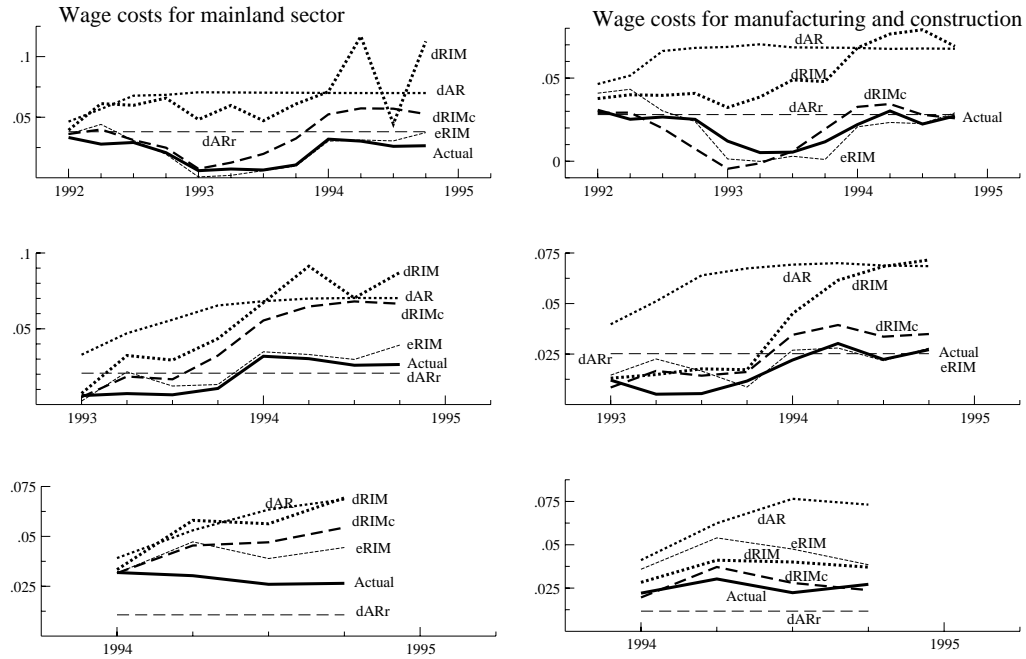 Wage costs for mainland sector
.1
.05
dRIM
dAR
dRIMc
eRIM
dARr
Actual
1992
1993
1994
1995
Wage costs for manufacturing and construction
.05
0
dAR
dRIM
dRIMc
dARr
Actual
eRIM
1992
1993
1994
1995
.1
.05
dRIM
dAR
dRIMc
eRIM
Actual
dARr
1993
1994
1995
.075
.05
.025
dAR
dRIM
dRIMc
dARr
Actual
eRIM
1993
1994
1995
.075
.05
.025
dAR
dRIM
dRIMc
eRIM
Actual
dARr
1994
1995
.075
.05
.025
dAR
eRIM
dRIM
dRIMc
Actual
dARr
1994
1995